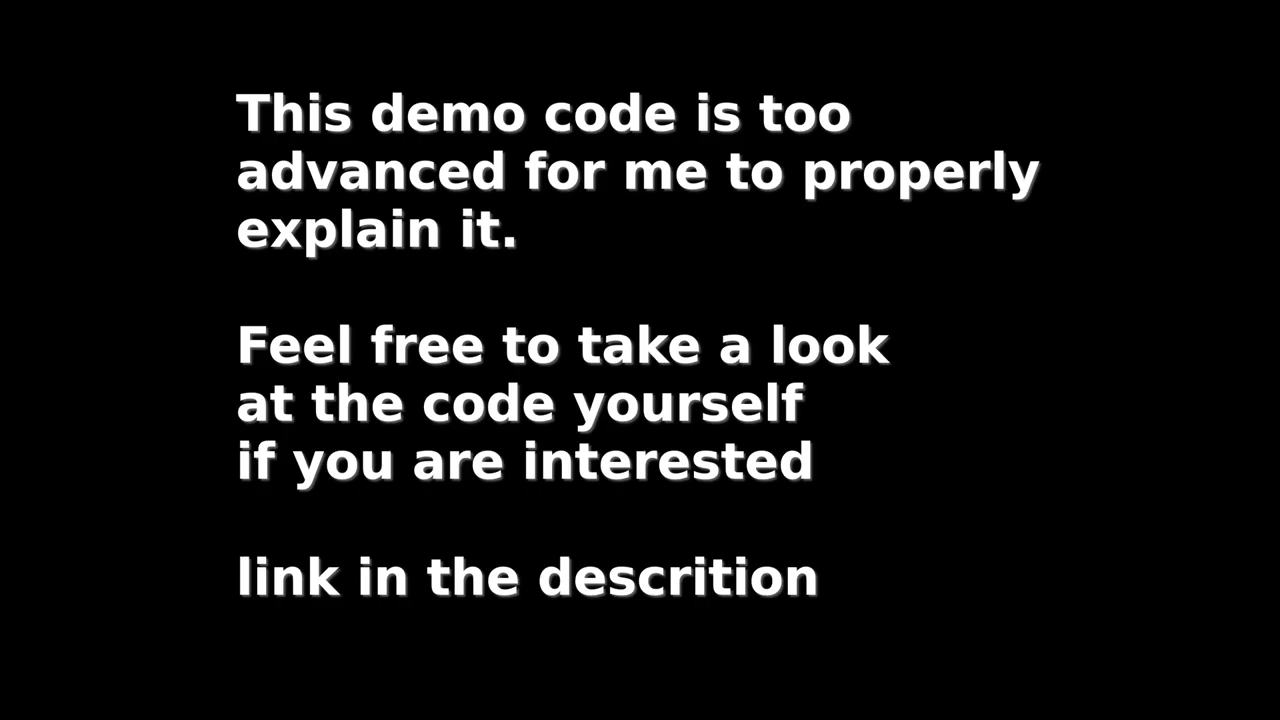 This demo code is too
advanced for me to properly
explain it.
Feel free to take a look
at the code yourself
if you are interested
link in the descrition